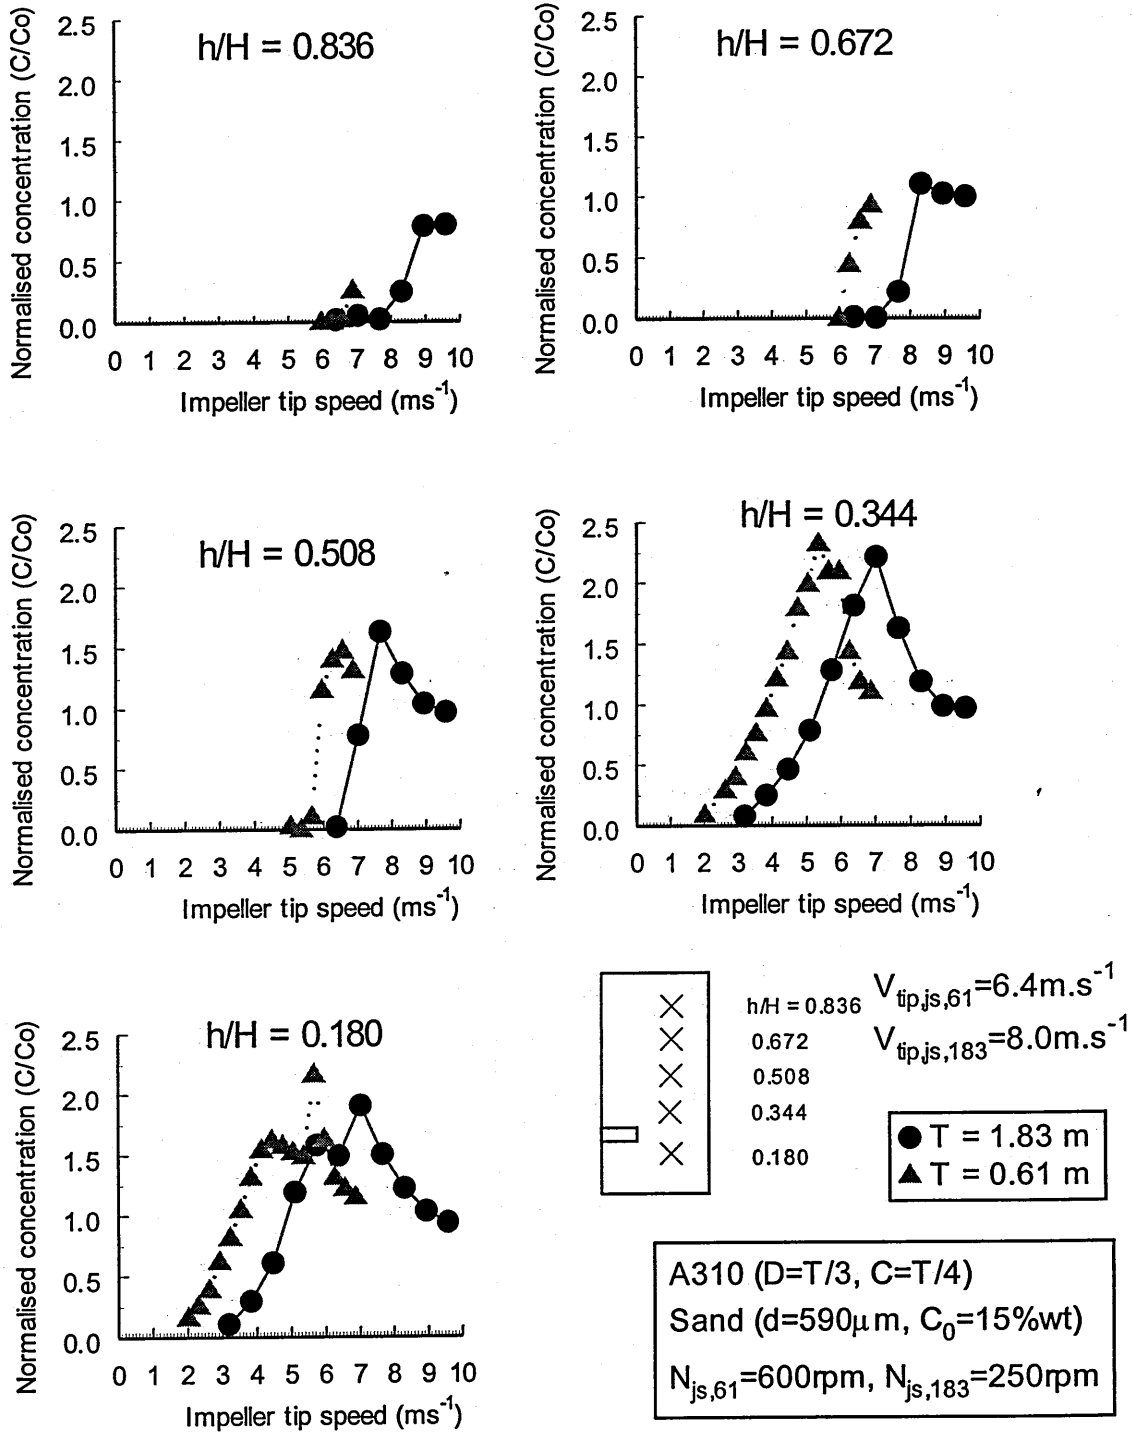 h/H = 0.836
Normalised concentration (C/Co)
2.5
2.0
1.5
1.0
0.5
0.0
0 1 2 3 4 5 6 7 8 9 10
Impeller tip speed (ms⁻¹)
h/H = 0.672
Normalised concentration (C/Co)
2.5
2.0
1.5
1.0
0.5
0.0
0 1 2 3 4 5 6 7 8 9 10
Impeller tip speed (ms⁻¹)
h/H = 0.508
Normalised concentration (C/Co)
2.5
2.0
1.5
1.0
0.5
0.0
0 1 2 3 4 5 6 7 8 9 10
Impeller tip speed (ms⁻¹)
h/H = 0.344
Normalised concentration (C/Co)
2.5
2.0
1.5
1.0
0.5
0.0
0 1 2 3 4 5 6 7 8 9 10
Impeller tip speed (ms⁻¹)
h/H = 0.180
Normalised concentration (C/Co)
2.5
2.0
1.5
1.0
0.5
0.0
0 1 2 3 4 5 6 7 8 9 10
Impeller tip speed (ms⁻¹)
h/H = 0.836
0.672
0.508
0.344
0.180
V_tip,js,61=6.4m.s⁻¹
V_tip,js,183=8.0m.s⁻¹
T = 1.83 m
T = 0.61 m
A310 (D=T/3, C=T/4)
Sand (d=590μm, C₀=15%wt)
N_js,61=600rpm, N_js,183=250rpm